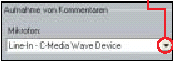 Aufnahme von Kommentaren
Mikrofon:
Line-In - C-Media Wave Device